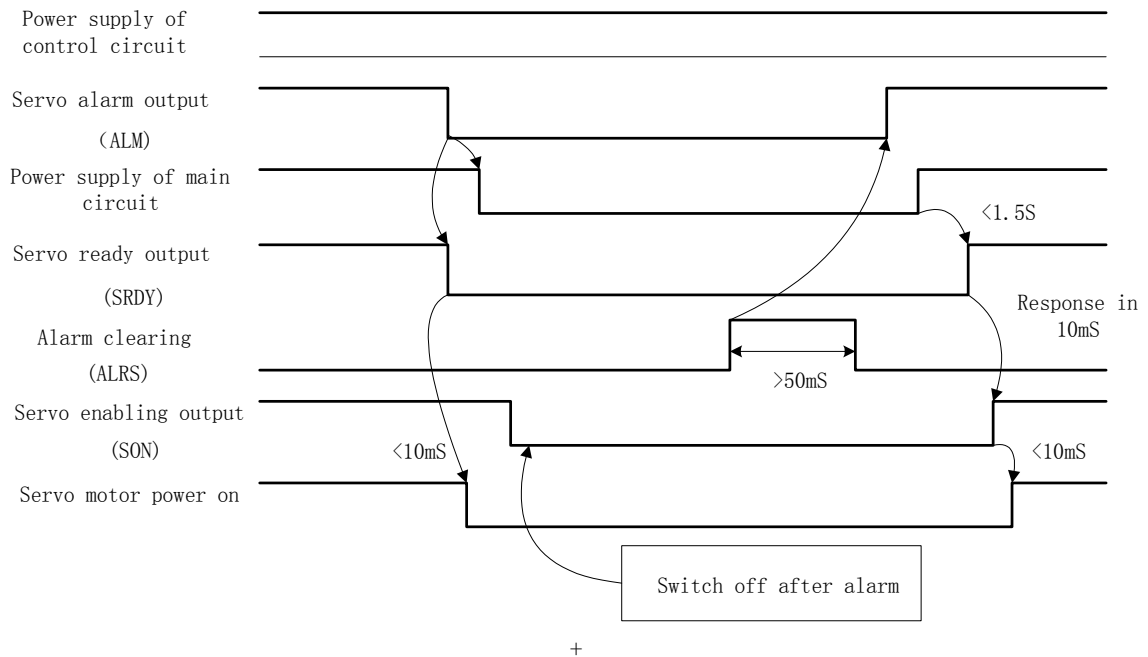 Power supply of
control circuit
Servo alarm output
(ALM)
Power supply of main
circuit
<1.5S
Servo ready output
(SRDY)
Response in
10mS
Alarm clearing
(ALRS)
>50mS
Servo enabling output
(SON)
<10mS
<10mS
Servo motor power on
Switch off after alarm
+